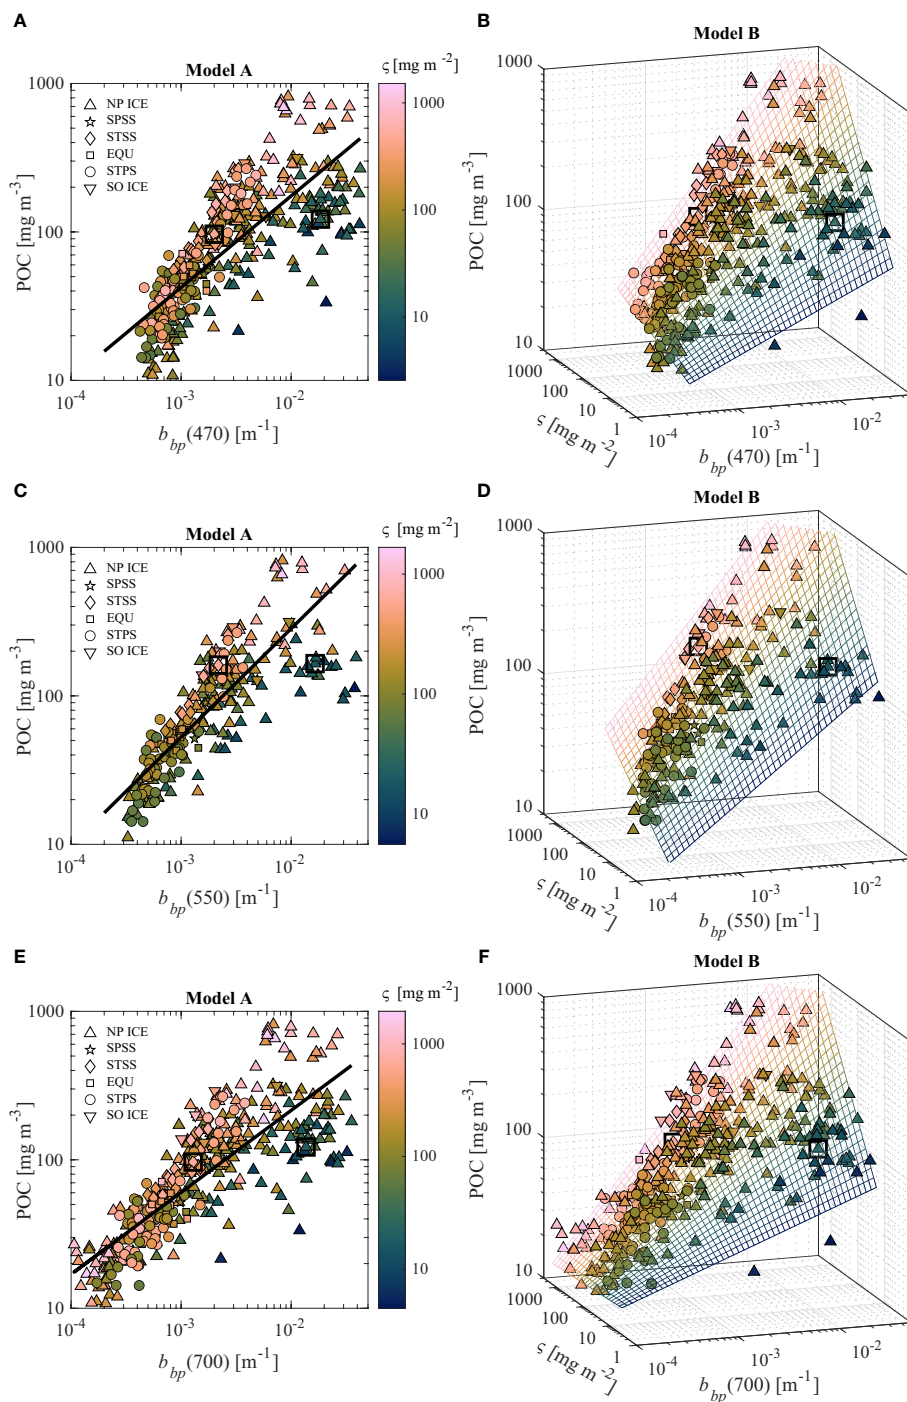 A
Model A
ς [mg m⁻²]
1000
100
10
POC [mg m⁻³]
1000
100
10
NP ICE
SPSS
STSS
EQU
STPS
SO ICE
10⁻⁴
10⁻³
10⁻²
b_bp(470) [m⁻¹]
B
Model B
POC [mg m⁻³]
1000
100
10
1000
100
10
1
ς [mg m⁻²]
10⁻⁴
10⁻³
10⁻²
b_bp(470) [m⁻¹]
C
Model A
ς [mg m⁻²]
1000
100
10
POC [mg m⁻³]
1000
100
10
NP ICE
SPSS
STSS
EQU
STPS
SO ICE
10⁻⁴
10⁻³
10⁻²
b_bp(550) [m⁻¹]
D
Model B
POC [mg m⁻³]
1000
100
10
1000
100
10
1
ς [mg m⁻²]
10⁻⁴
10⁻³
10⁻²
b_bp(550) [m⁻¹]
E
Model A
ς [mg m⁻²]
1000
100
10
POC [mg m⁻³]
1000
100
10
NP ICE
SPSS
STSS
EQU
STPS
SO ICE
10⁻⁴
10⁻³
10⁻²
b_bp(700) [m⁻¹]
F
Model B
POC [mg m⁻³]
1000
100
10
1000
100
10
1
ς [mg m⁻²]
10⁻⁴
10⁻³
10⁻²
b_bp(700) [m⁻¹]